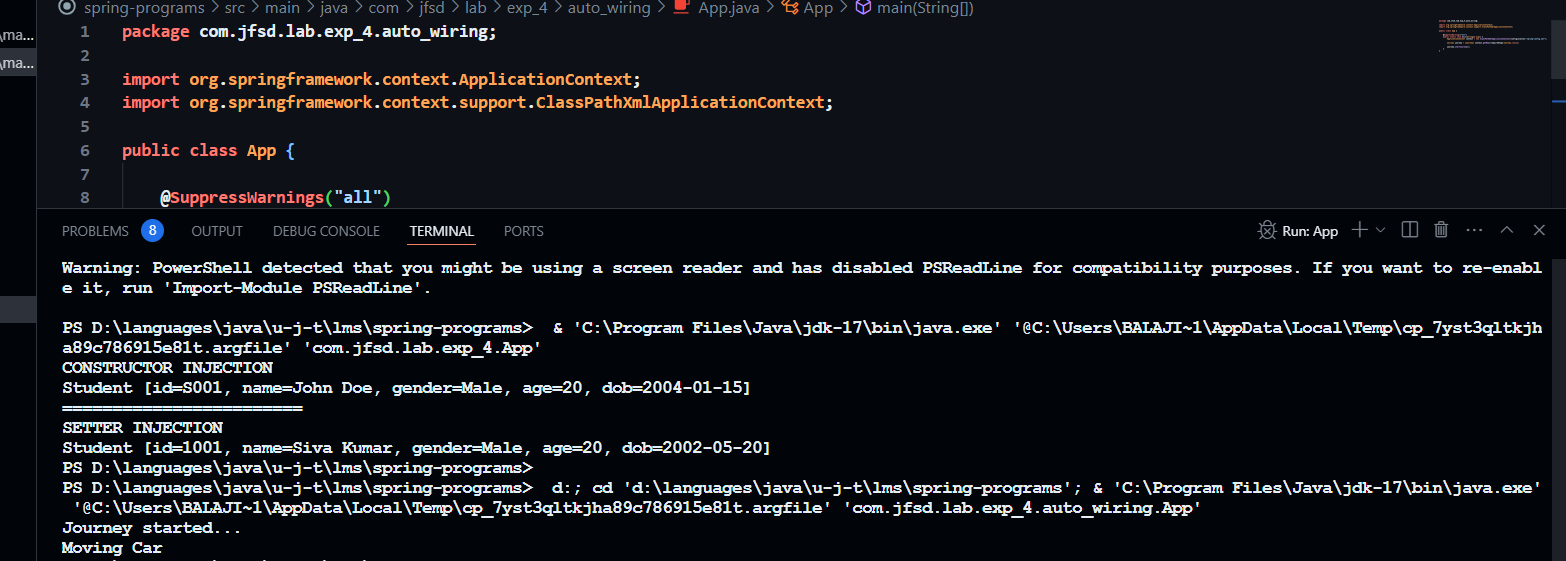 spring-programs > src > main > java > com > jfsd > lab > exp_4 > auto_wiring > App.java > App > main(String[])
\ma...
\ma...
1 package com.jfsd.lab.exp_4.auto_wiring;
2
3 import org.springframework.context.ApplicationContext;
4 import org.springframework.context.support.ClassPathXmlApplicationContext;
5
6 public class App {
7
8 @SuppressWarnings("all")
PROBLEMS 8 OUTPUT DEBUG CONSOLE TERMINAL PORTS Run: App
Warning: PowerShell detected that you might be using a screen reader and has disabled PSReadLine for compatibility purposes. If you want to re-enabl
e it, run 'Import-Module PSReadLine'.
PS D:\languages\java\u-j-t\lms\spring-programs>  & 'C:\Program Files\Java\jdk-17\bin\java.exe' '@C:\Users\BALAJI~1\AppData\Local\Temp\cp_7yst3qltkjh
a89c786915e81t.argfile' 'com.jfsd.lab.exp_4.App'
CONSTRUCTOR INJECTION
Student [id=S001, name=John Doe, gender=Male, age=20, dob=2004-01-15]
========================
SETTER INJECTION
Student [id=1001, name=Siva Kumar, gender=Male, age=20, dob=2002-05-20]
PS D:\languages\java\u-j-t\lms\spring-programs>
PS D:\languages\java\u-j-t\lms\spring-programs>  d:; cd 'd:\languages\java\u-j-t\lms\spring-programs'; & 'C:\Program Files\Java\jdk-17\bin\java.exe'
'@C:\Users\BALAJI~1\AppData\Local\Temp\cp_7yst3qltkjha89c786915e81t.argfile' 'com.jfsd.lab.exp_4.auto_wiring.App'
Journey started...
Moving Car